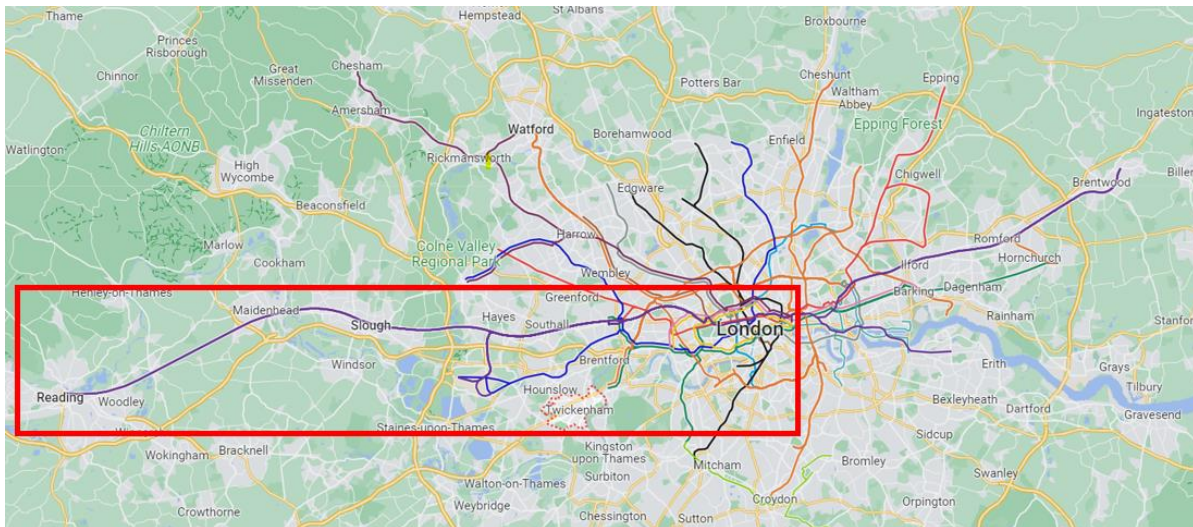 Thame
Hempstead
St Albans
Broxbourne
Princes
Risborough
Chesham
Great
Missenden
Potters Bar
Cheshunt
Epping
Chinnor
Waltham
Abbey
Amersham
Ingateston
Epping Forest
Chiltern
Hills AONB
Watford
Borehamwood
Enfield
Watlington
Rickmansworth
High
Wycombe
Chigwell
Brentwood
Biller
Edgware
Beaconsfield
Marlow
Harrow
Romford
Colne Valley
Regional Park
Hornchurch
Cookham
Wembley
Ilford
Henley-on-Thames
Greenford
Barking
Dagenham
Maidenhead
Hayes
Rainham
Slough
Southall
London
Stanfor
Windsor
Brentford
Erith
Grays
Reading
Woodley
Hounslow
Tilbury
Twickenham
Bexleyheath
Dartford
Gravesend
Staines-upon-Thames
Sidcup
Wokingham
Bracknell
Kingston
upon Thames
Mitcham
Bromley
Surbiton
Swanley
Walton-on-Thames
Weybridge
Croydon
Orpington
Crowthorne
Chessington
Sutton